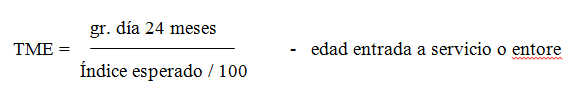 gr. día 24 meses
TME = - edad entrada a servicio o entore
Índice esperado / 100